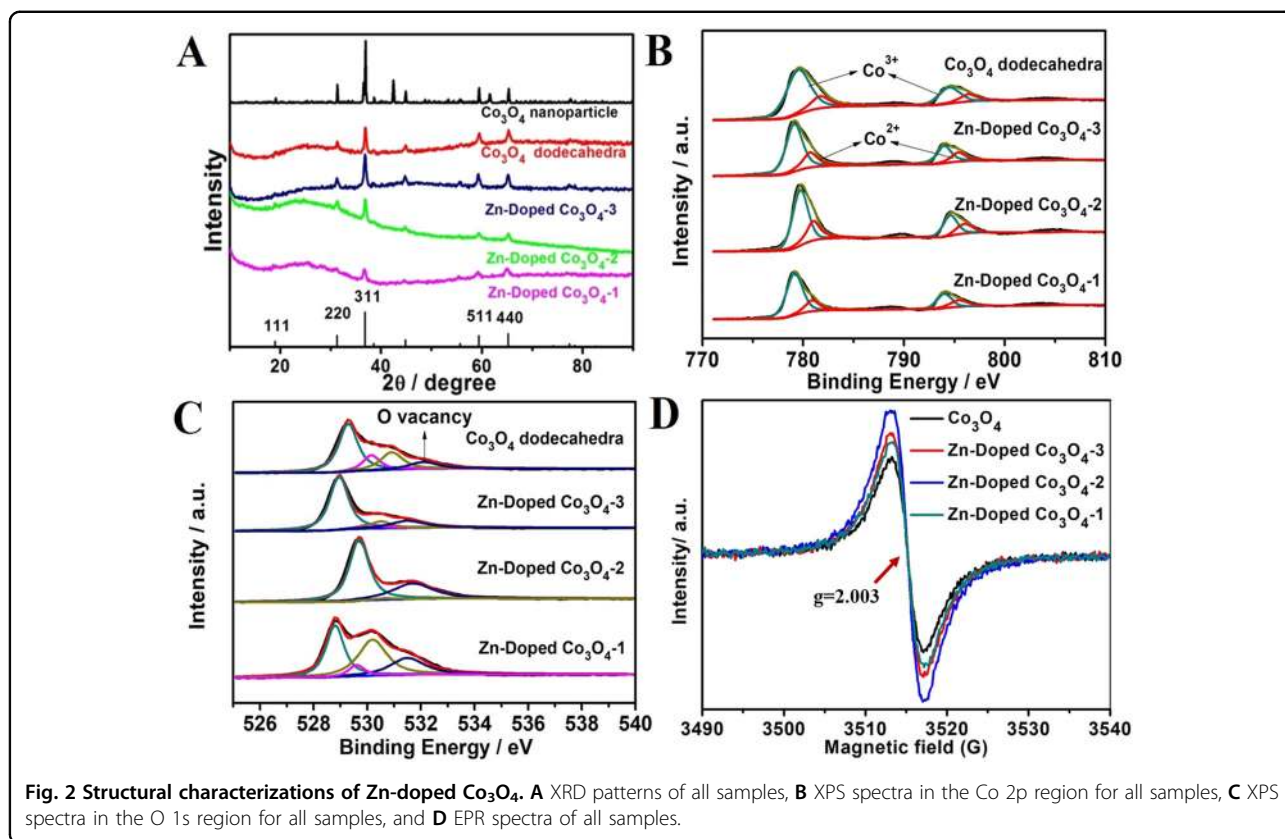 A
Intensity
Co₃O₄ nanoparticle
Co₃O₄ dodecahedra
Zn-Doped Co₃O₄-3
Zn-Doped Co₃O₄-2
Zn-Doped Co₃O₄-1
111
220
311
511
440
20 40 60 80
2θ / degree
B
Intensity / a.u.
Co³⁺
Co₃O₄ dodecahedra
Co²⁺
Zn-Doped Co₃O₄-3
Zn-Doped Co₃O₄-2
Zn-Doped Co₃O₄-1
770 780 790 800 810
Binding Energy / eV
C
Intensity / a.u.
O vacancy
Co₃O₄ dodecahedra
Zn-Doped Co₃O₄-3
Zn-Doped Co₃O₄-2
Zn-Doped Co₃O₄-1
526 528 530 532 534 536 538 540
Binding Energy / eV
D
Intensity/ a.u.
Co₃O₄
Zn-Doped Co₃O₄-3
Zn-Doped Co₃O₄-2
Zn-Doped Co₃O₄-1
g=2.003
3490 3500 3510 3520 3530 3540
Magnetic field (G)
Fig. 2 Structural characterizations of Zn-doped Co₃O₄. A XRD patterns of all samples, B XPS spectra in the Co 2p region for all samples, C XPS
spectra in the O 1s region for all samples, and D EPR spectra of all samples.